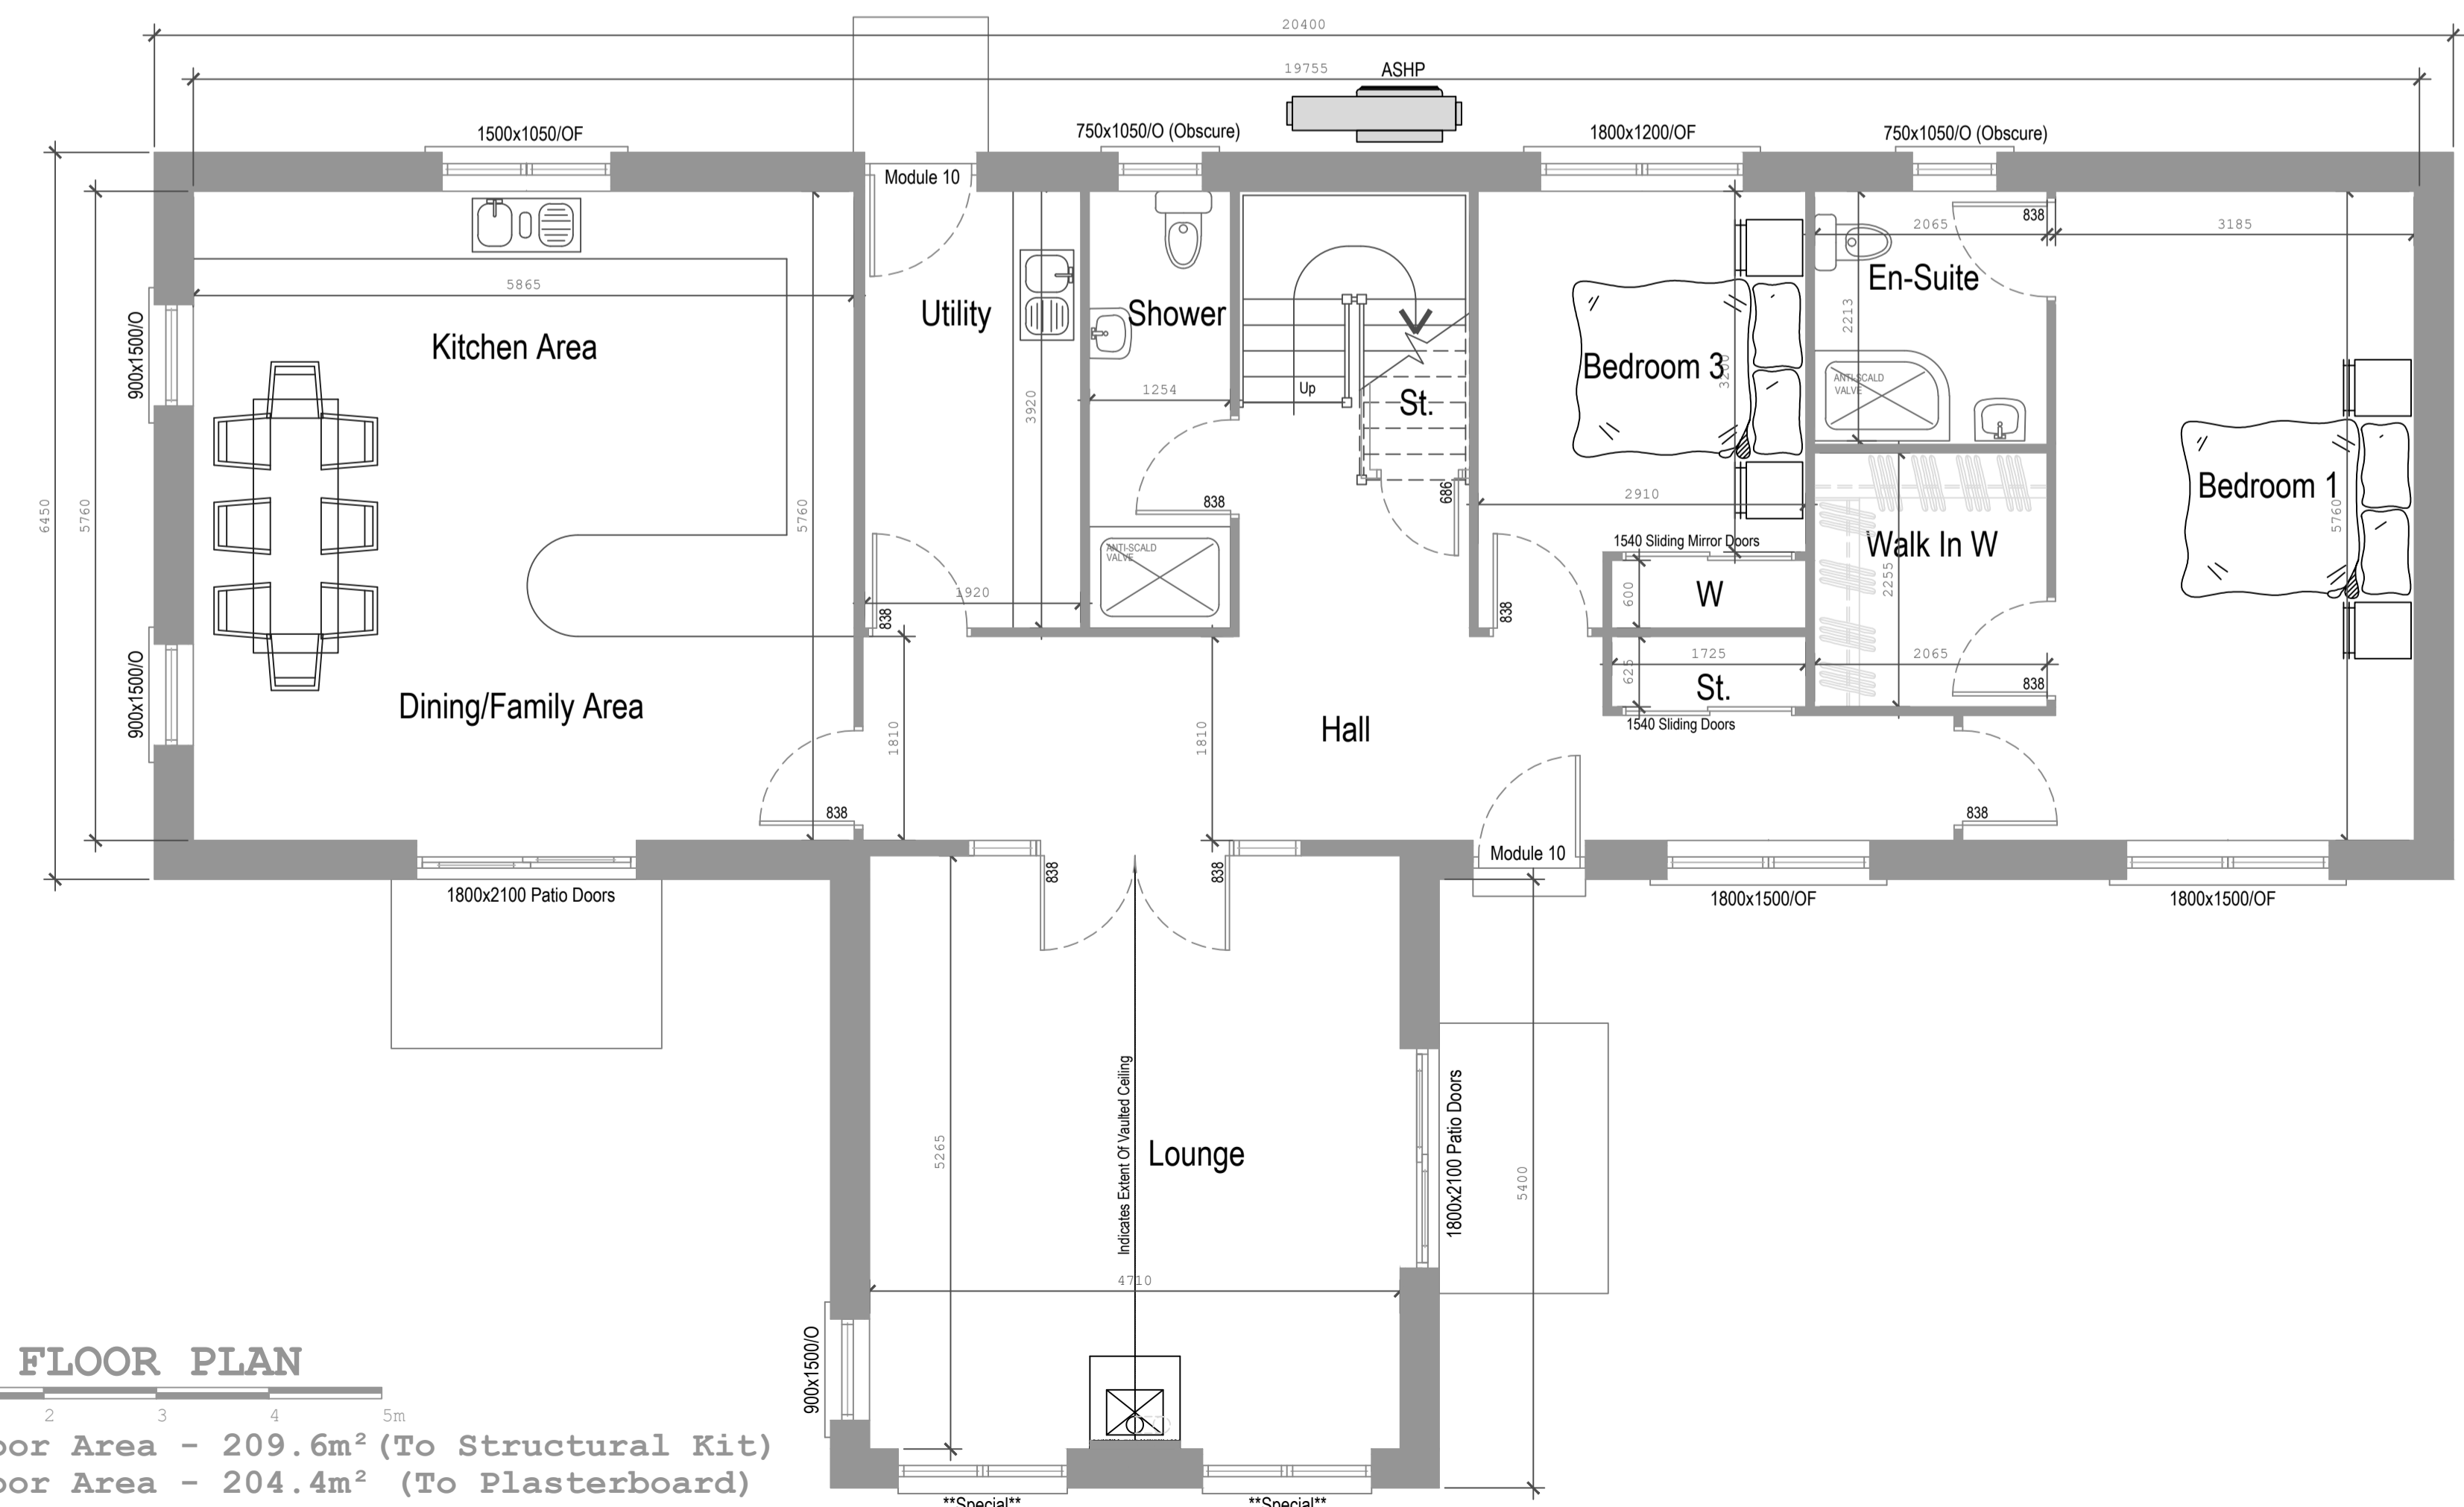 20400
19755
ASHP
1500x1050/OF
750x1050/O (Obscure)
1800x1200/OF
750x1050/O (Obscure)
Module 10
838
2065
3185
5865
En-Suite
Utility
Shower
2213
900x1500/O
Kitchen Area
Bedroom 3
3200
ANTI-SCALD
VALVE
Up
St.
1254
3920
686
838
2910
6450
5760
5760
Bedroom 1
5760
1540 Sliding Mirror Doors
Walk In W
ANTI-SCALD
VALVE
2255
1920
838
838
600
W
900x1500/O
1725
2065
625
St.
838
1540 Sliding Doors
Dining/Family Area
1810
1810
Hall
838
838
Module 10
838
838
1800x2100 Patio Doors
1800x1500/OF
1800x1500/OF
Indicates Extent Of Vaulted Ceiling
5265
Lounge
1800x2100 Patio Doors
5400
4710
900x1500/O
FLOOR PLAN
2 3 4 5m
oor Area - 209.6m² (To Structural Kit)
oor Area - 204.4m² (To Plasterboard)
**Special**
**Special**